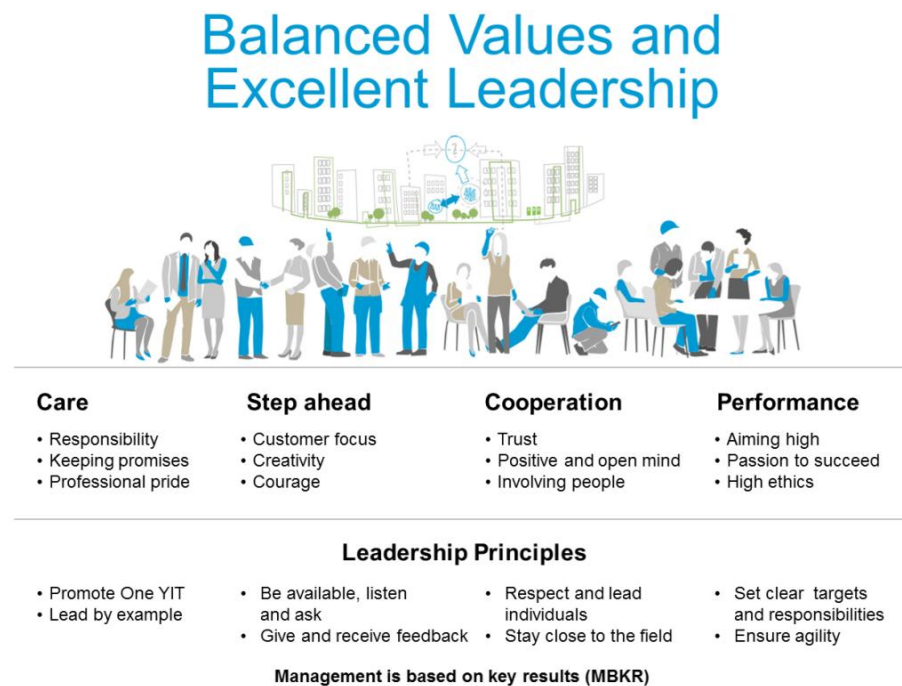 Balanced Values and
Excellent Leadership
2
Care
• Responsibility
• Keeping promises
• Professional pride
Step ahead
• Customer focus
• Creativity
• Courage
Cooperation
• Trust
• Positive and open mind
• Involving people
Performance
• Aiming high
• Passion to succeed
• High ethics
Leadership Principles
• Promote One YIT
• Lead by example
• Be available, listen
and ask
• Give and receive feedback
• Respect and lead
individuals
• Stay close to the field
• Set clear targets
and responsibilities
• Ensure agility
Management is based on key results (MBKR)